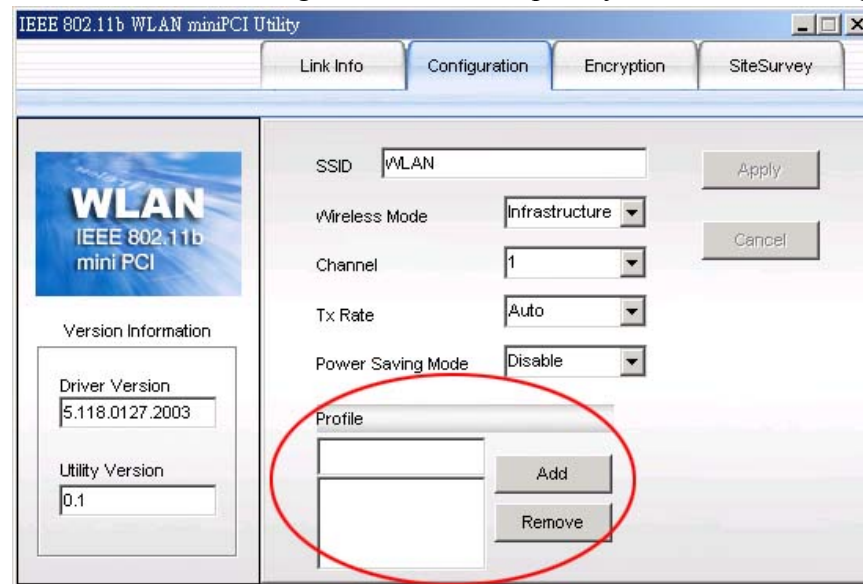 IEEE 802.11b WLAN miniPCI Utility
Link Info
Configuration
Encryption
SiteSurvey
WLAN
IEEE 802.11b
mini PCI
Version Information
Driver Version
5.118.0127.2003
Utility Version
0.1
SSID WLAN
Wireless Mode Infrastructure
Channel 1
Tx Rate Auto
Power Saving Mode Disable
Profile
Add
Remove
Apply
Cancel